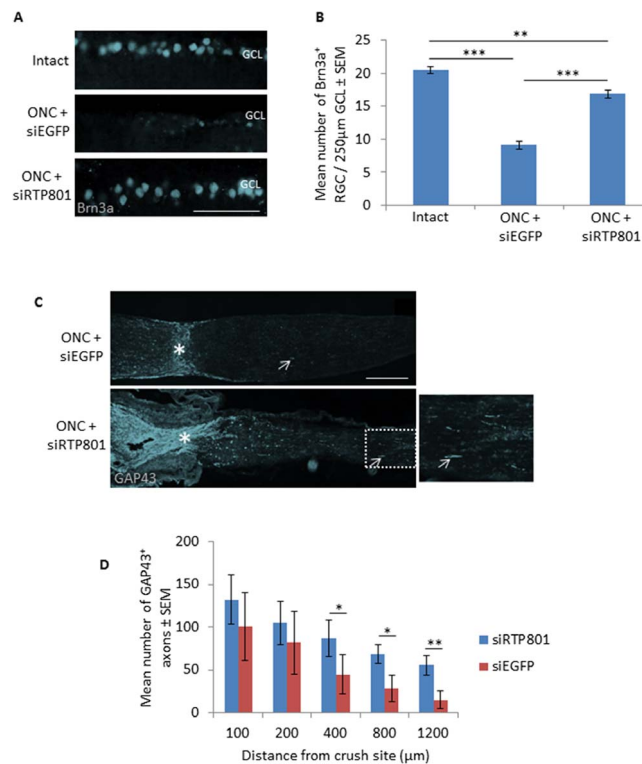 A
Intact
GCL
ONC +
siEGFP
GCL
ONC +
siRTP801
GCL
Brn3a
B
Mean number of Brn3a+
RGC / 250µm GCL ± SEM
25
20
15
10
5
0
**
***
***
Intact
ONC +
siEGFP
ONC +
siRTP801
C
ONC +
siEGFP
*
ONC +
siRTP801
*
GAP43
D
Mean number of GAP43+
axons ± SEM
200
150
100
50
0
*
*
**
100 200 400 800 1200
Distance from crush site (µm)
siRTP801
siEGFP